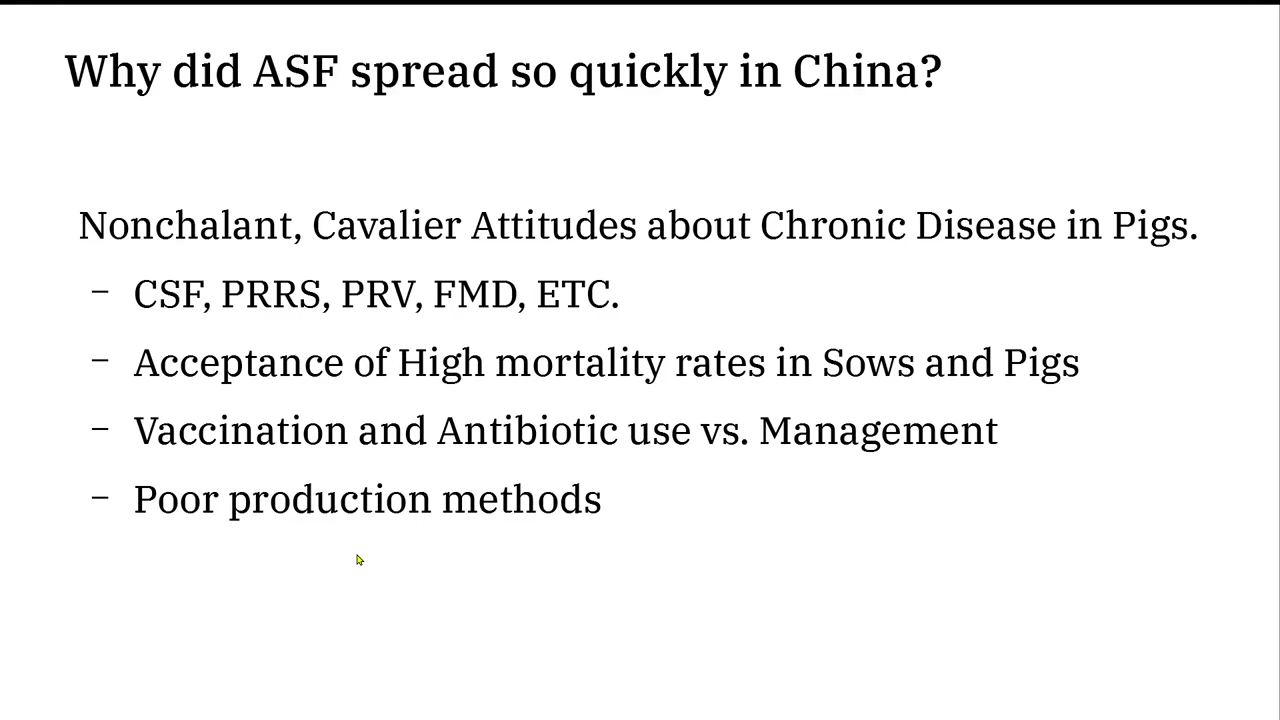 Why did ASF spread so quickly in China?
Nonchalant, Cavalier Attitudes about Chronic Disease in Pigs.
– CSF, PRRS, PRV, FMD, ETC.
– Acceptance of High mortality rates in Sows and Pigs
– Vaccination and Antibiotic use vs. Management
– Poor production methods